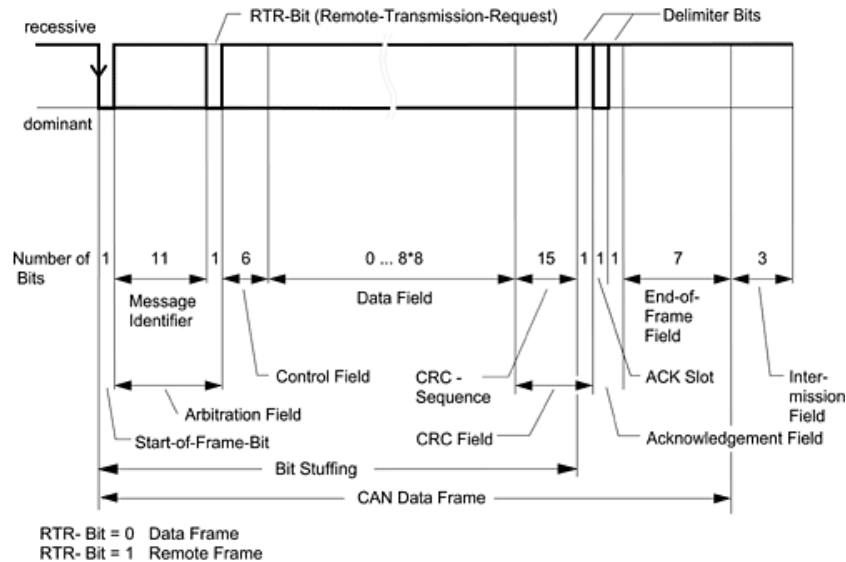 RTR-Bit (Remote-Transmission-Request)
Delimiter Bits
recessive
dominant
Number of
Bits
1
11
1
6
0 ... 8*8
15
1
1
1
7
3
Message
Identifier
Data Field
End-of-
Frame
Field
Control Field
CRC -
Sequence
ACK Slot
Inter-
mission
Field
Arbitration Field
CRC Field
Acknowledgement Field
Start-of-Frame-Bit
Bit Stuffing
CAN Data Frame
RTR- Bit = 0 Data Frame
RTR- Bit = 1 Remote Frame